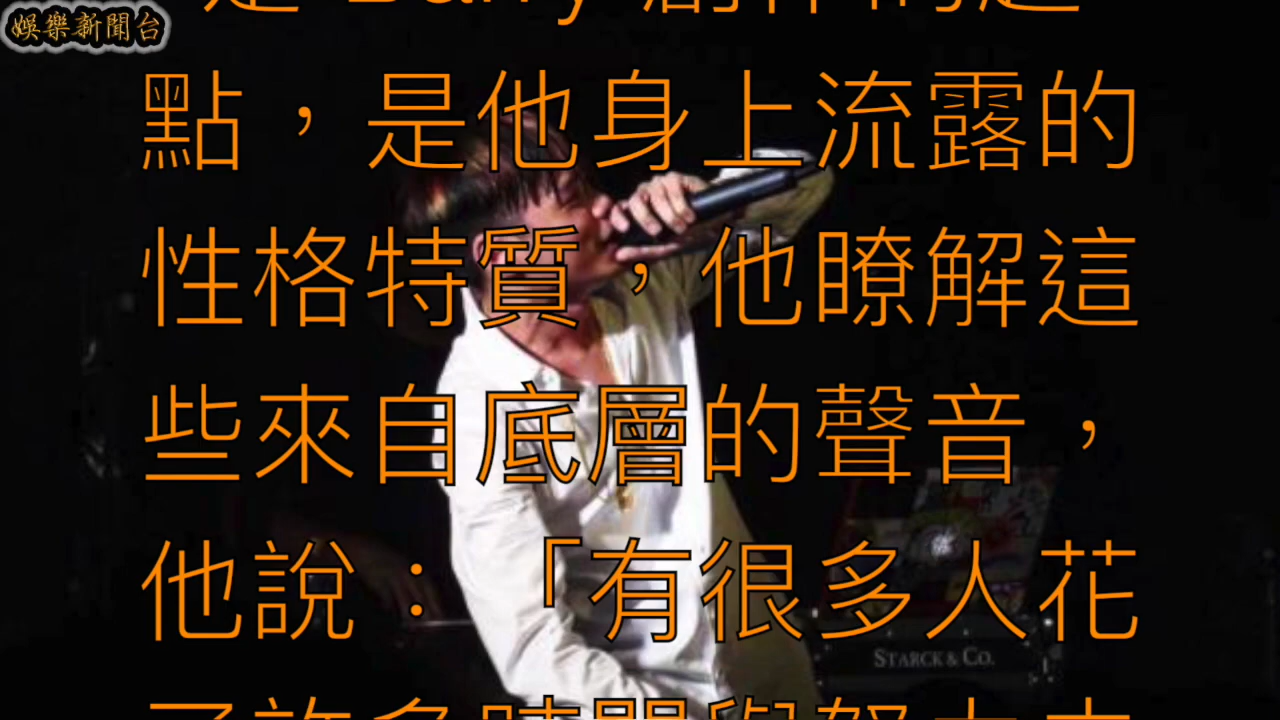 娛樂新聞台
點，是他身上流露的
性格特質，他瞭解這
些來自底層的聲音，
他說：「有很多人花
STARCK & CO.